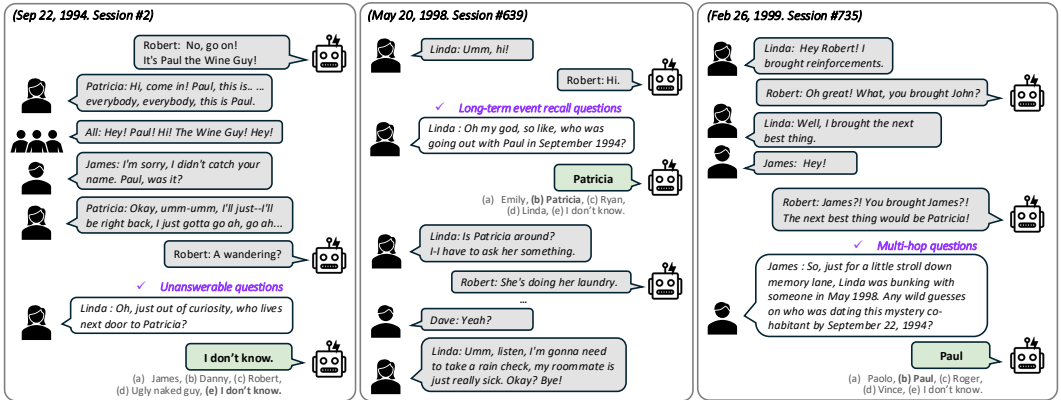 (Sep 22, 1994. Session #2)
Robert: No, go on!
It's Paul the Wine Guy!
Patricia: Hi, come in! Paul, this is.. ...
everybody, everybody, this is Paul.
All: Hey! Paul! Hi! The Wine Guy! Hey!
James: I'm sorry, I didn't catch your
name. Paul, was it?
Patricia: Okay, umm-umm, I'll just--I'll
be right back, I just gotta go ah, go ah...
Robert: A wandering?
✓ Unanswerable questions
Linda : Oh, just out of curiosity, who lives
next door to Patricia?
I don't know.
(a) James, (b) Danny, (c) Robert,
(d) Ugly naked guy, (e) I don't know.
(May 20, 1998. Session #639)
Linda: Umm, hi!
Robert: Hi.
✓ Long-term event recall questions
Linda : Oh my god, so like, who was
going out with Paul in September 1994?
Patricia
(a) Emily, (b) Patricia, (c) Ryan,
(d) Linda, (e) I don't know.
Linda: Is Patricia around?
I-I have to ask her something.
Robert: She's doing her laundry.
...
Dave: Yeah?
Linda: Umm, listen, I'm gonna need
to take a rain check, my roommate is
just really sick. Okay? Bye!
(Feb 26, 1999. Session #735)
Linda: Hey Robert! I
brought reinforcements.
Robert: Oh great! What, you brought John?
Linda: Well, I brought the next
best thing.
James: Hey!
Robert: James?! You brought James?!
The next best thing would be Patricia!
✓ Multi-hop questions
James : So, just for a little stroll down
memory lane, Linda was bunking with
someone in May 1998. Any wild guesses
on who was dating this mystery co-
habitant by September 22, 1994?
Paul
(a) Paolo, (b) Paul, (c) Roger,
(d) Vince, (e) I don't know.